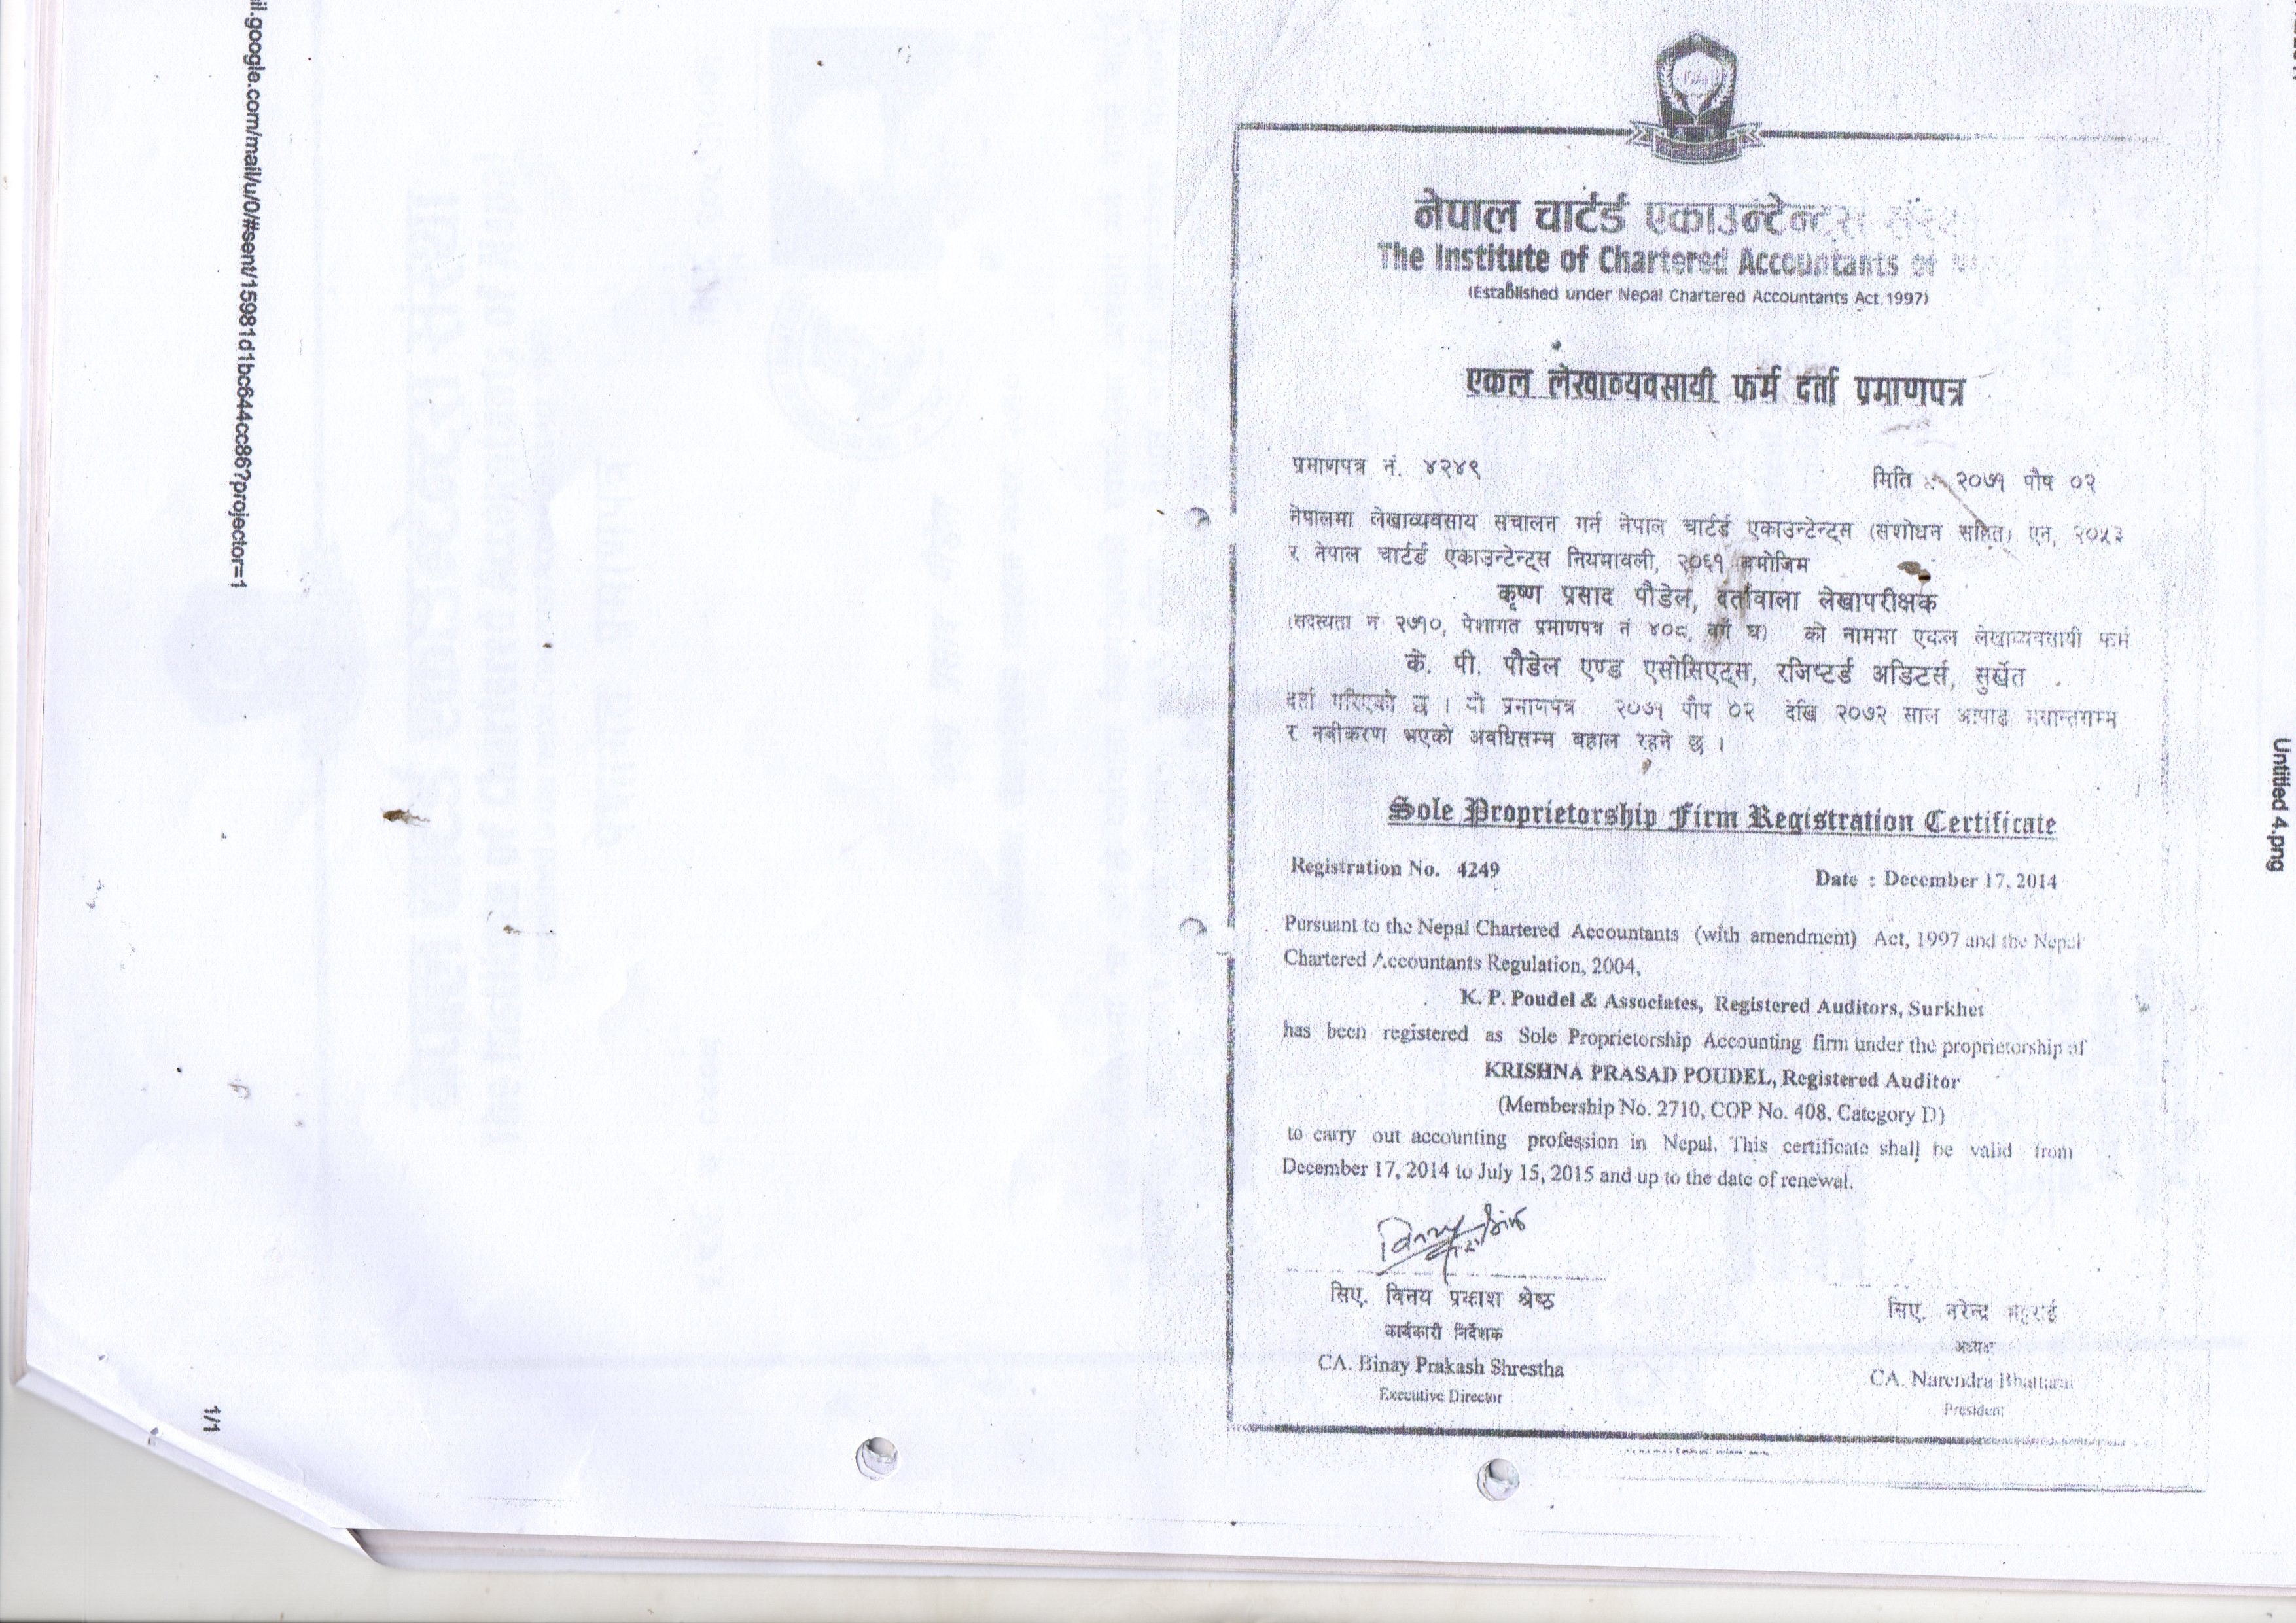 il.google.com/mail/u/0/#sent/15981d1bc644cc86?projector=1
1/1
Untitled 4.png
नेपाल चार्टर्ड एकाउन्टेन्ट्स संस्
The Institute of Chartered Accountants of N
(Established under Nepal Chartered Accountants Act,1997)
एकल लेखाव्यवसायी फर्म दर्ता प्रमाणपत्र
प्रमाणपत्र नं. ४२४९
मिति : २०७१ पौष ०२
नेपालमा लेखाव्यवसाय संचालन गर्न नेपाल चार्टर्ड एकाउन्टेन्ट्स (संशोधन सहित) एन, २०५३
र नेपाल चार्टर्ड एकाउन्टेन्ट्स नियमावली, २०६१ बमोजिम
कृष्ण प्रसाद पौडेल, दर्तावाला लेखापरीक्षक
(सदस्यता नं २७१०, पेशागत प्रमाणपत्र नं ४०८, वर्ग घ) को नाममा एकल लेखाव्यवसायी फर्म
के. पी. पौडेल एण्ड एसोसिएट्स, रजिष्टर्ड अडिटर्स, सुर्खेत
दर्ता गरिएको छ । यो प्रमाणपत्र २०७१ पौष ०२ देखि २०७२ साल आषाढ मसान्तसम्म
र नवीकरण भएको अवधिसम्म बहाल रहने छ ।
Sole Proprietorship Firm Registration Certificate
Registration No. 4249
Date : December 17, 2014
Pursuant to the Nepal Chartered Accountants (with amendment) Act, 1997 and the Nepal
Chartered Accountants Regulation, 2004,
K. P. Poudel & Associates, Registered Auditors, Surkhet
has been registered as Sole Proprietorship Accounting firm under the proprietorship of
KRISHNA PRASAD POUDEL, Registered Auditor
(Membership No. 2710, COP No. 408, Category D)
to carry out accounting profession in Nepal. This certificate shall be valid from
December 17, 2014 to July 15, 2015 and up to the date of renewal.
सिए. विनय प्रकाश श्रेष्ठ
कार्यकारी निर्देशक
CA. Binay Prakash Shrestha
Executive Director
सिए. नरेन्द्र भट्टराई
अध्यक्ष
CA. Narendra Bhattarai
President